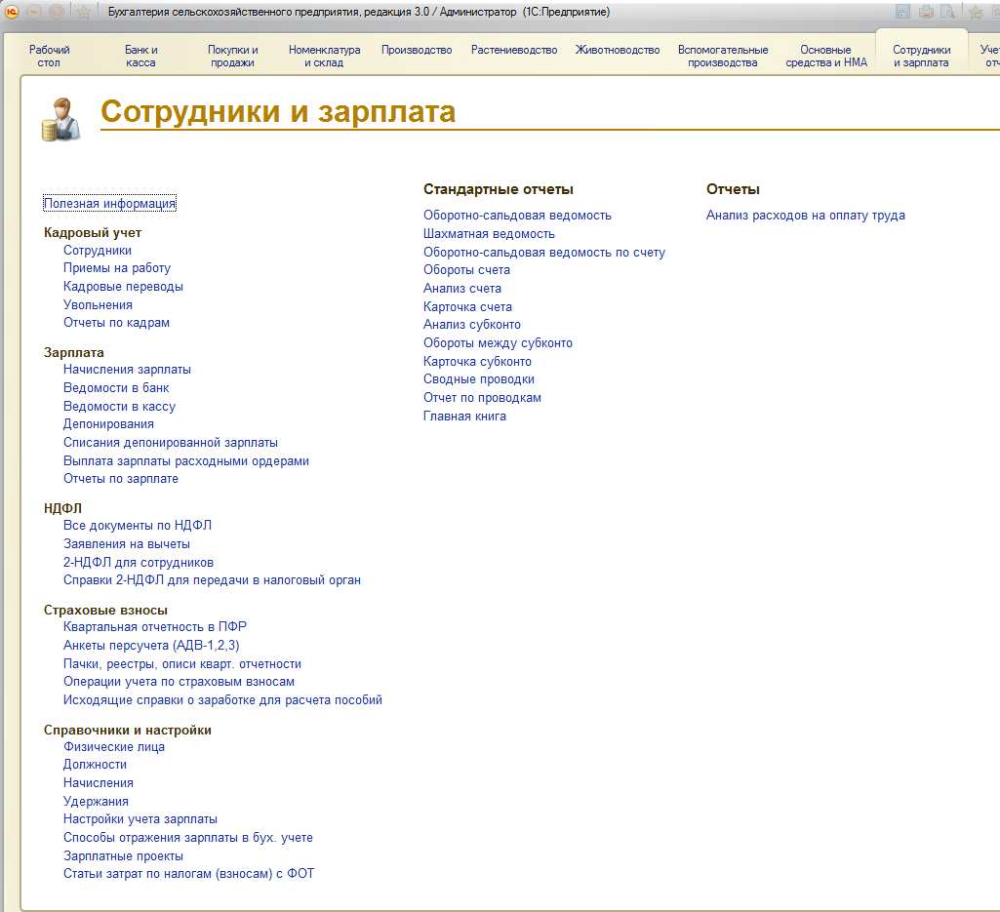 Бухгалтерия сельскохозяйственного предприятия, редакция 3.0 / Администратор (1С:Предприятие)
Рабочий стол
Банк и касса
Покупки и продажи
Номенклатура и склад
Производство
Растениеводство
Животноводство
Вспомогательные производства
Основные средства и НМА
Сотрудники и зарплата
Сотрудники и зарплата
Полезная информация
Кадровый учет
Сотрудники
Приемы на работу
Кадровые переводы
Увольнения
Отчеты по кадрам
Зарплата
Начисления зарплаты
Ведомости в банк
Ведомости в кассу
Депонирования
Списания депонированной зарплаты
Выплата зарплаты расходными ордерами
Отчеты по зарплате
НДФЛ
Все документы по НДФЛ
Заявления на вычеты
2-НДФЛ для сотрудников
Справки 2-НДФЛ для передачи в налоговый орган
Страховые взносы
Квартальная отчетность в ПФР
Анкеты персучета (АДВ-1,2,3)
Пачки, реестры, описи кварт. отчетности
Операции учета по страховым взносам
Исходящие справки о заработке для расчета пособий
Справочники и настройки
Физические лица
Должности
Начисления
Удержания
Настройки учета зарплаты
Способы отражения зарплаты в бух. учете
Зарплатные проекты
Статьи затрат по налогам (взносам) с ФОТ
Стандартные отчеты
Оборотно-сальдовая ведомость
Шахматная ведомость
Оборотно-сальдовая ведомость по счету
Обороты счета
Анализ счета
Карточка счета
Анализ субконто
Обороты между субконто
Карточка субконто
Сводные проводки
Отчет по проводкам
Главная книга
Отчеты
Анализ расходов на оплату труда